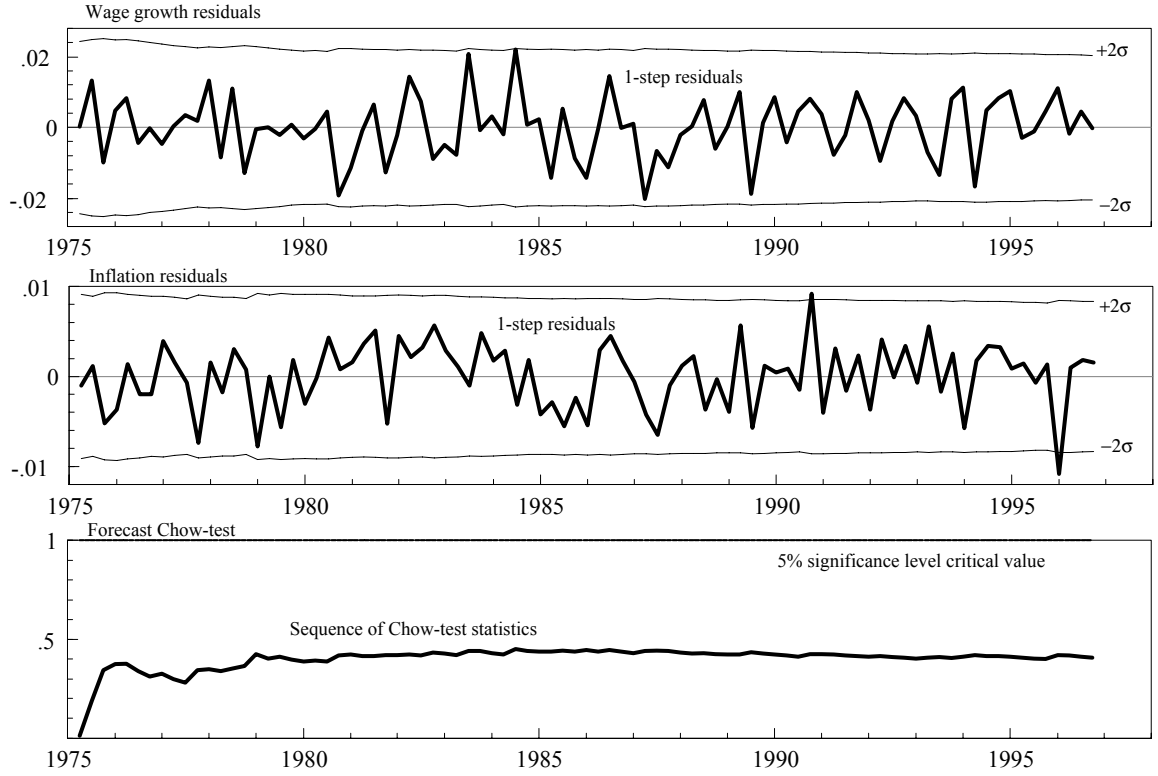 Wage growth residuals
.02
+2σ
1-step residuals
0
-.02
−2σ
1975 1980 1985 1990 1995
Inflation residuals
.01
+2σ
1-step residuals
0
−2σ
-.01
1975 1980 1985 1990 1995
Forecast Chow-test
1
5% significance level critical value
Sequence of Chow-test statistics
.5
1975 1980 1985 1990 1995